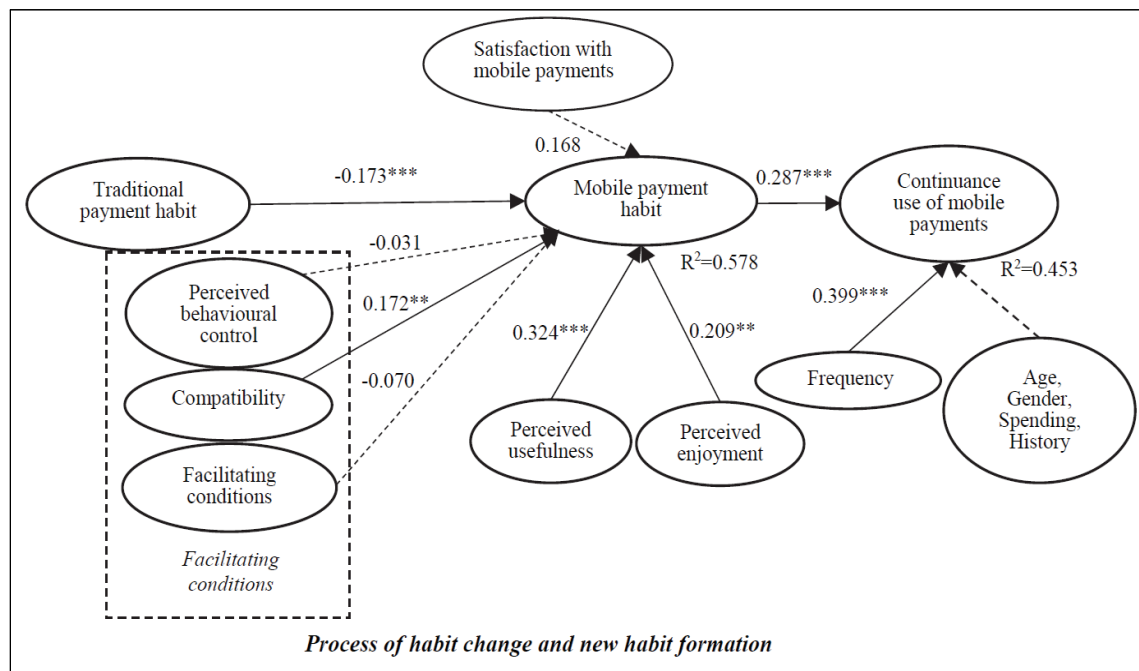 Satisfaction with
mobile payments
0.168
-0.173***
Traditional
payment habit
Mobile payment
habit
0.287***
Continuance
use of mobile
payments
-0.031
R²=0.578
R²=0.453
Perceived
behavioural
control
0.172**
0.324***
0.209**
0.399***
-0.070
Compatibility
Frequency
Age,
Gender,
Spending,
History
Perceived
usefulness
Perceived
enjoyment
Facilitating
conditions
Facilitating
conditions
Process of habit change and new habit formation